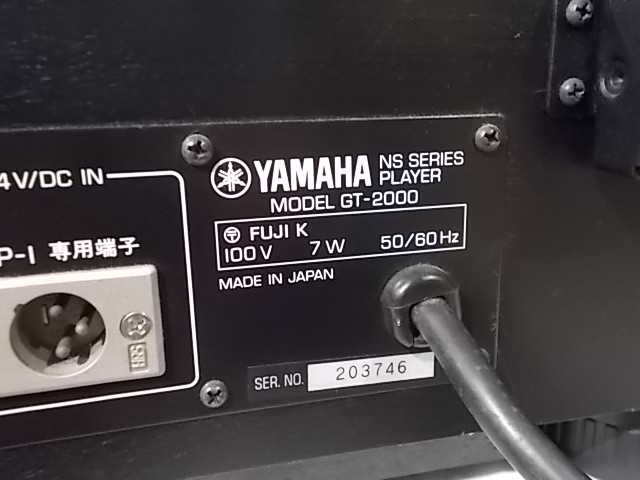 4V/DC IN
P-1 専用端子
YAMAHA NS SERIES
PLAYER
MODEL GT-2000
〒 FUJI K
100V 7W 50/60Hz
MADE IN JAPAN
SER. NO. 203746